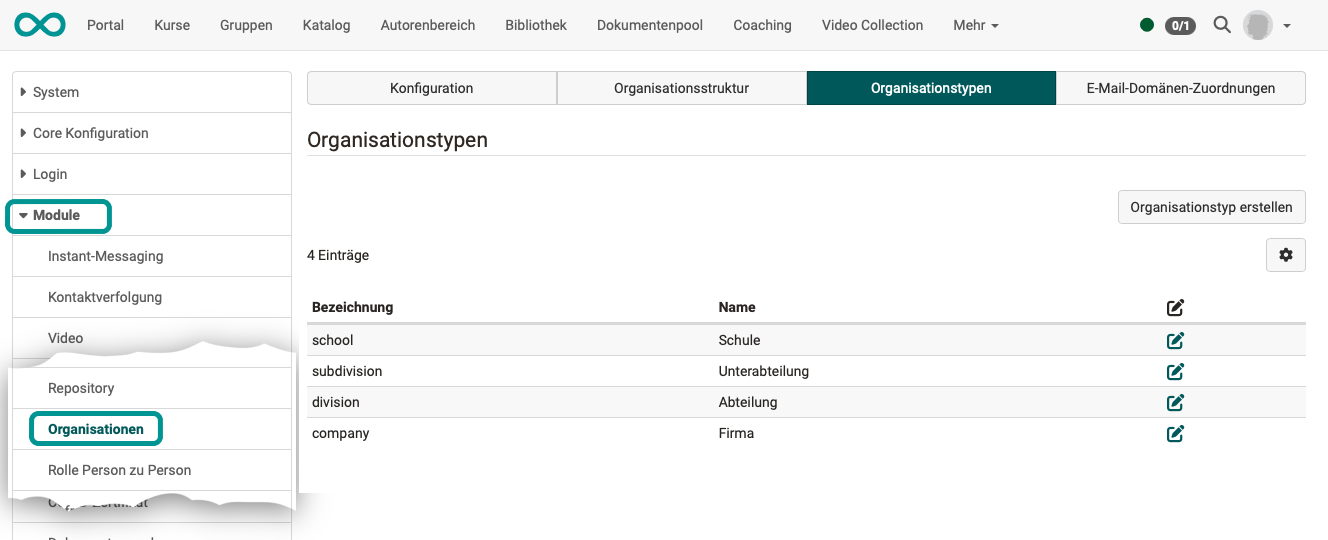 Portal Kurse Gruppen Katalog Autorenbereich Bibliothek Dokumentenpool Coaching Video Collection Mehr 0/1
System
Core Konfiguration
Login
Module
Instant-Messaging
Kontaktverfolgung
Video
Repository
Organisationen
Rolle Person zu Person
Konfiguration Organisationsstruktur Organisationstypen E-Mail-Domänen-Zuordnungen
Organisationstypen
Organisationstyp erstellen
4 Einträge
Bezeichnung Name
school Schule
subdivision Unterabteilung
division Abteilung
company Firma